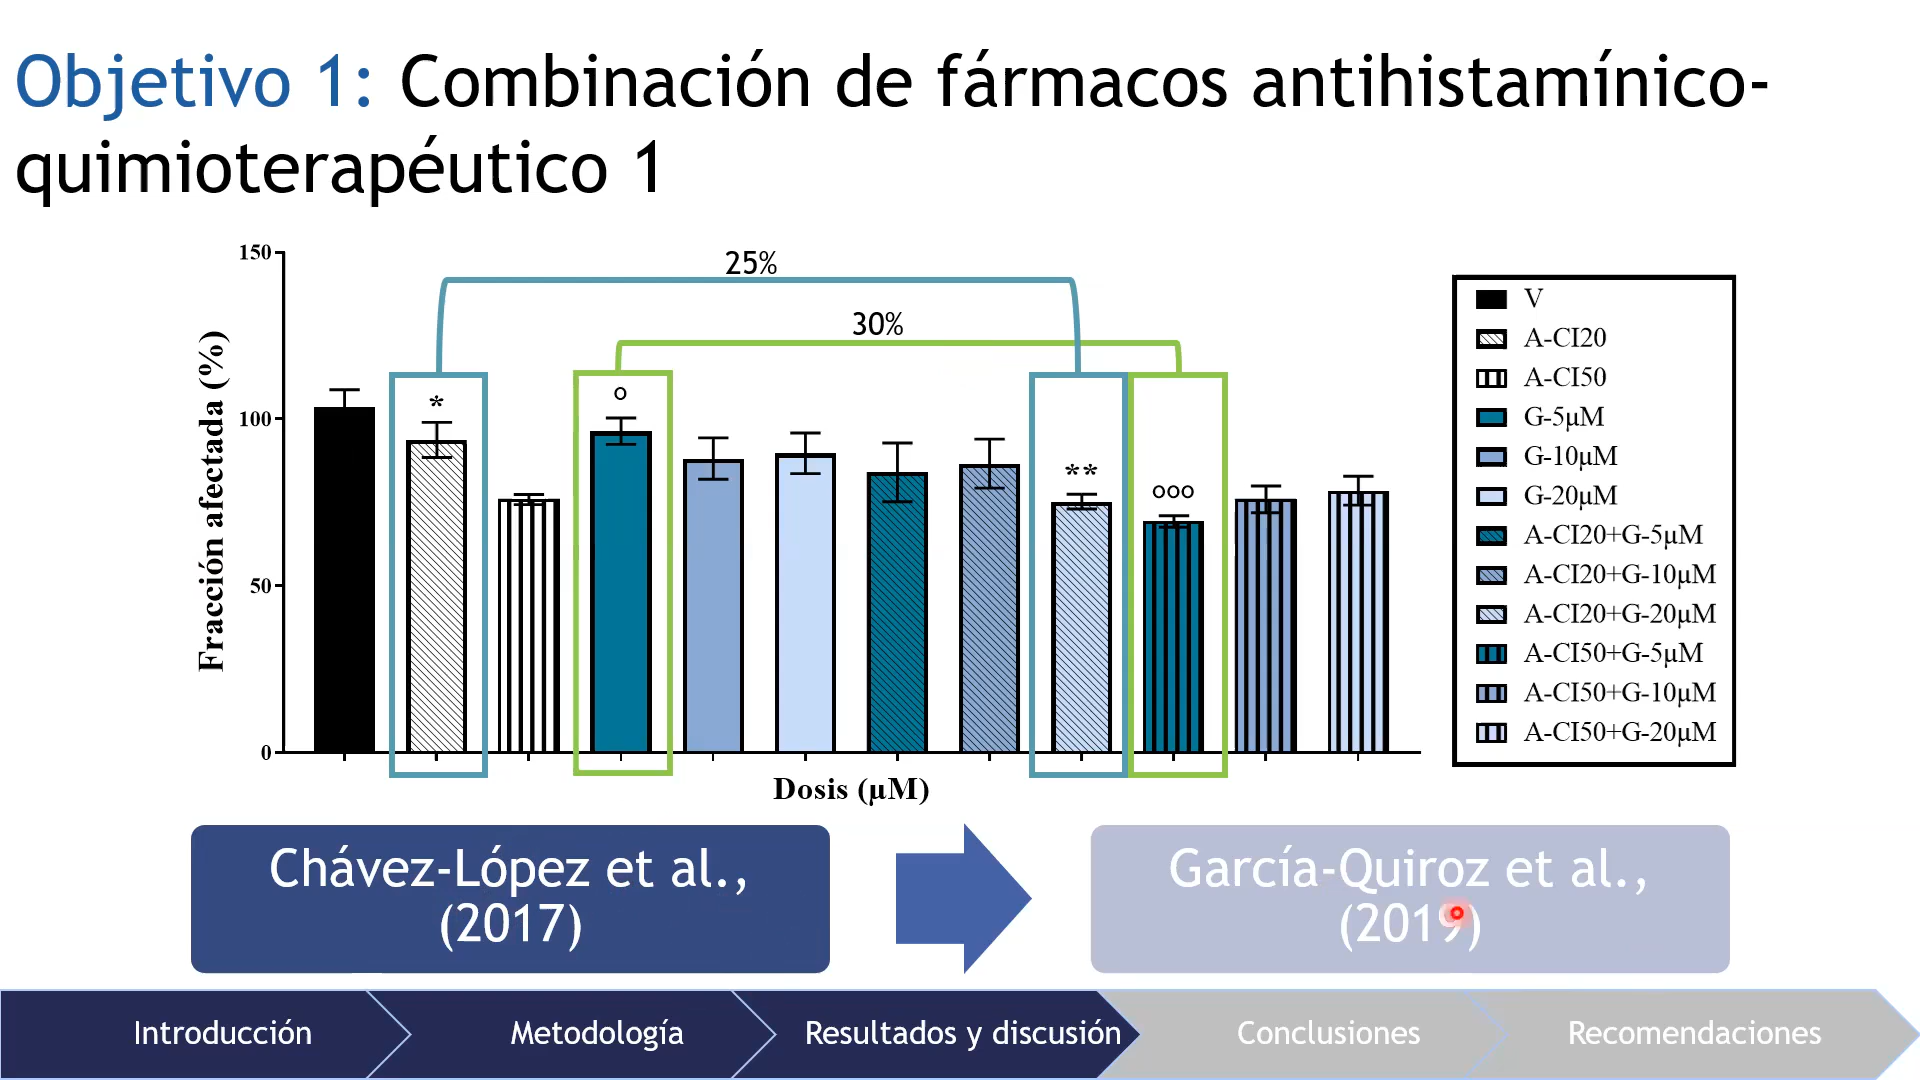 Objetivo 1: Combinación de fármacos antihistamínico-
quimioterapéutico 1
150
100
50
0
Fracción afectada (%)
25%
30%
*
o
**
ooo
Dosis (µM)
V
A-CI20
A-CI50
G-5µM
G-10µM
G-20µM
A-CI20+G-5µM
A-CI20+G-10µM
A-CI20+G-20µM
A-CI50+G-5µM
A-CI50+G-10µM
A-CI50+G-20µM
Chávez-López et al.,
(2017)
García-Quiroz et al.,
(2019)
Introducción
Metodología
Resultados y discusión
Conclusiones
Recomendaciones